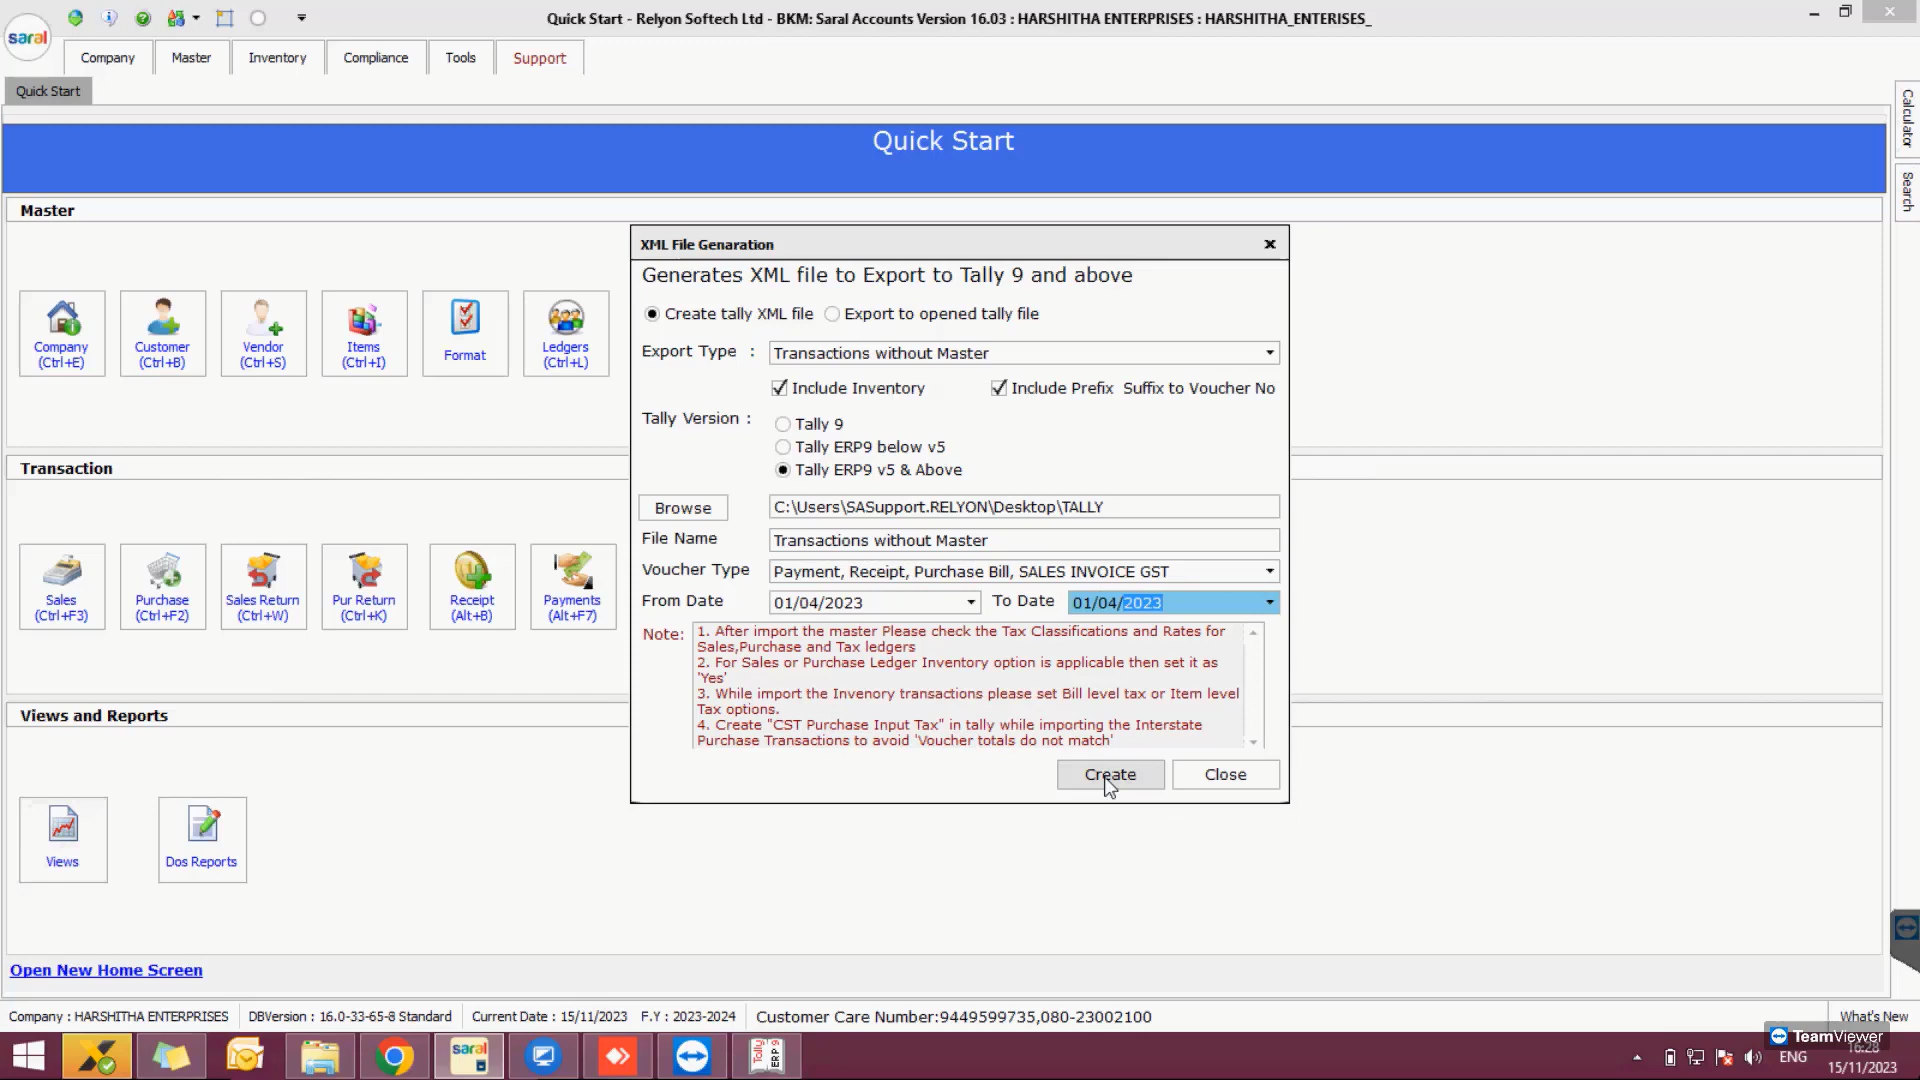 Quick Start - Relyon Softech Ltd - BKM: Saral Accounts Version 16.03 : HARSHITHA ENTERPRISES : HARSHITHA_ENTERISES_
saral
Company
Master
Inventory
Compliance
Tools
Support
Quick Start
Calculator
Search
Quick Start
Master
Company
(Ctrl+E)
Customer
(Ctrl+B)
Vendor
(Ctrl+S)
Items
(Ctrl+I)
Format
Ledgers
(Ctrl+L)
Transaction
Sales
(Ctrl+F3)
Purchase
(Ctrl+F2)
Sales Return
(Ctrl+W)
Pur Return
(Ctrl+K)
Receipt
(Alt+B)
Payments
(Alt+F7)
Views and Reports
Views
Dos Reports
XML File Genaration
Generates XML file to Export to Tally 9 and above
Create tally XML file
Export to opened tally file
Export Type :
Transactions without Master
Include Inventory
Include Prefix Suffix to Voucher No
Tally Version :
Tally 9
Tally ERP9 below v5
Tally ERP9 v5 & Above
Browse
C:\Users\SASupport.RELYON\Desktop\TALLY
File Name
Transactions without Master
Voucher Type
Payment, Receipt, Purchase Bill, SALES INVOICE GST
From Date
01/04/2023
To Date
01/04/2023
Note:
1. After import the master Please check the Tax Classifications and Rates for
Sales,Purchase and Tax ledgers
2. For Sales or Purchase Ledger Inventory option is applicable then set it as
'Yes'
3. While import the Invenory transactions please set Bill level tax or Item level
Tax options.
4. Create "CST Purchase Input Tax" in tally while importing the Interstate
Purchase Transactions to avoid 'Voucher totals do not match'
Create
Close
Open New Home Screen
Company : HARSHITHA ENTERPRISES
DBVersion : 16.0-33-65-8 Standard
Current Date : 15/11/2023
F.Y : 2023-2024
Customer Care Number:9449599735,080-23002100
What's New
saral
Tally
ERP 9
TeamViewer
ENG
16:28
15/11/2023